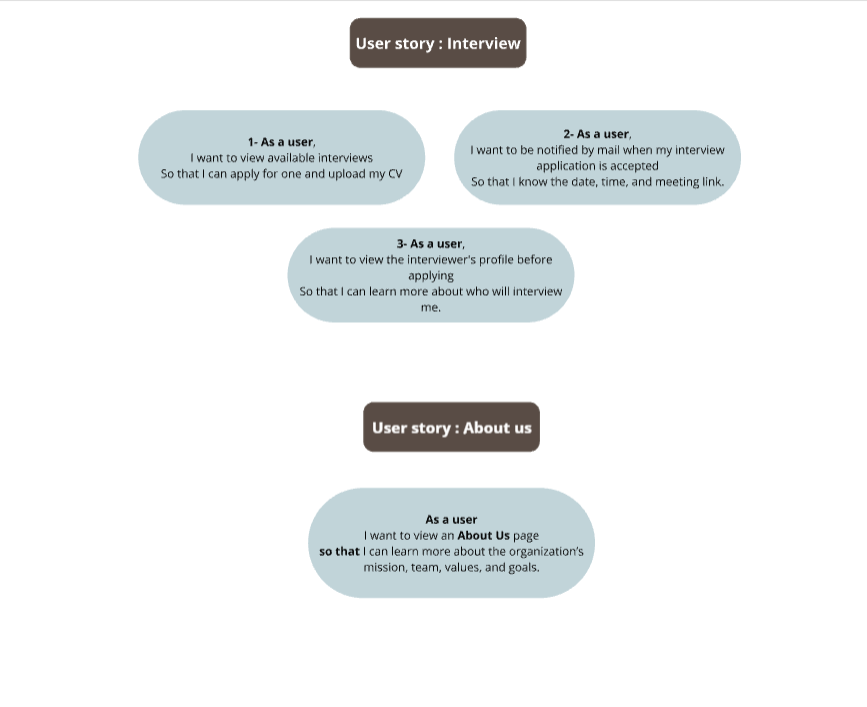 User story : Interview
1- As a user,
I want to view available interviews
So that I can apply for one and upload my CV
2- As a user,
I want to be notified by mail when my interview
application is accepted
So that I know the date, time, and meeting link.
3- As a user,
I want to view the interviewer's profile before
applying
So that I can learn more about who will interview
me.
User story : About us
As a user
I want to view an About Us page
so that I can learn more about the organization's
mission, team, values, and goals.